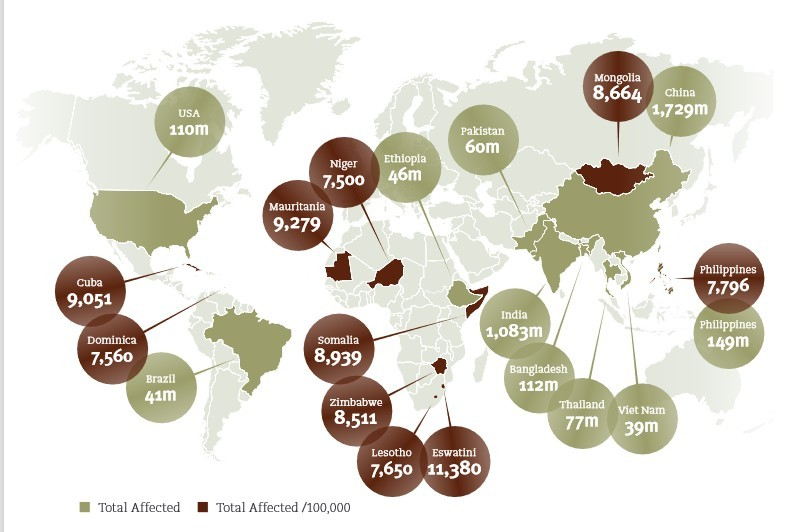 USA
110m
Niger
7,500
Ethiopia
46m
Pakistan
60m
Mongolia
8,664
China
1,729m
Mauritania
9,279
Cuba
9,051
Dominica
7,560
Brazil
41m
Somalia
8,939
Zimbabwe
8,511
Lesotho
7,650
Eswatini
11,380
India
1,083m
Bangladesh
112m
Thailand
77m
Viet Nam
39m
Philippines
7,796
Philippines
149m
Total Affected
Total Affected /100,000